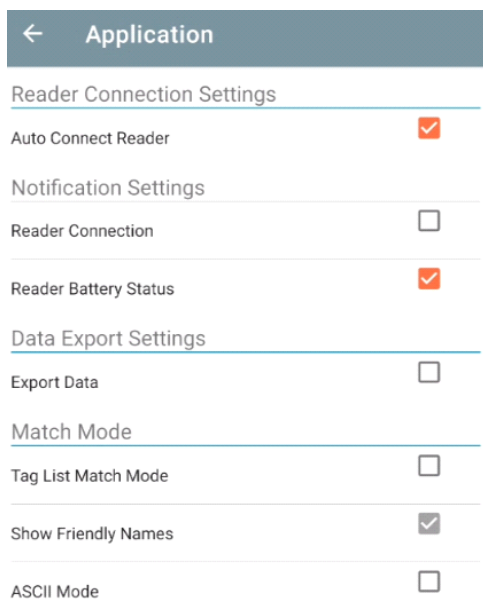 Application
Reader Connection Settings
Auto Connect Reader
Notification Settings
Reader Connection
Reader Battery Status
Data Export Settings
Export Data
Match Mode
Tag List Match Mode
Show Friendly Names
ASCII Mode